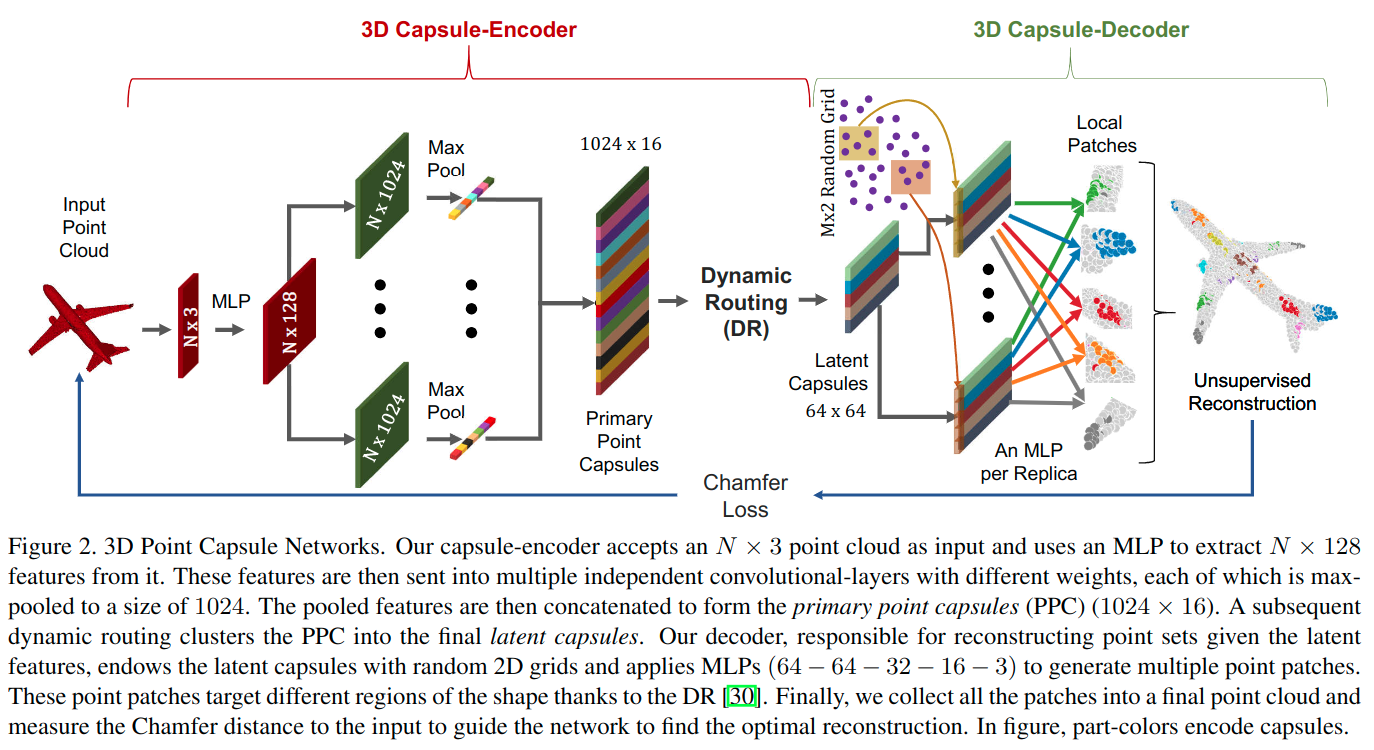 3D Capsule-Encoder
3D Capsule-Decoder
Input
Point
Cloud
N x 3
MLP
N x 128
N x 1024
Max
Pool
N x 1024
Max
Pool
1024 x 16
Primary
Point
Capsules
Dynamic
Routing
(DR)
Mx2 Random Grid
Latent
Capsules
64 x 64
An MLP
per Replica
Local
Patches
Unsupervised
Reconstruction
Chamfer
Loss
Figure 2. 3D Point Capsule Networks. Our capsule-encoder accepts an N × 3 point cloud as input and uses an MLP to extract N × 128
features from it. These features are then sent into multiple independent convolutional-layers with different weights, each of which is max-
pooled to a size of 1024. The pooled features are then concatenated to form the primary point capsules (PPC) (1024 × 16). A subsequent
dynamic routing clusters the PPC into the final latent capsules. Our decoder, responsible for reconstructing point sets given the latent
features, endows the latent capsules with random 2D grids and applies MLPs (64 − 64 − 32 − 16 − 3) to generate multiple point patches.
These point patches target different regions of the shape thanks to the DR [30]. Finally, we collect all the patches into a final point cloud and
measure the Chamfer distance to the input to guide the network to find the optimal reconstruction. In figure, part-colors encode capsules.